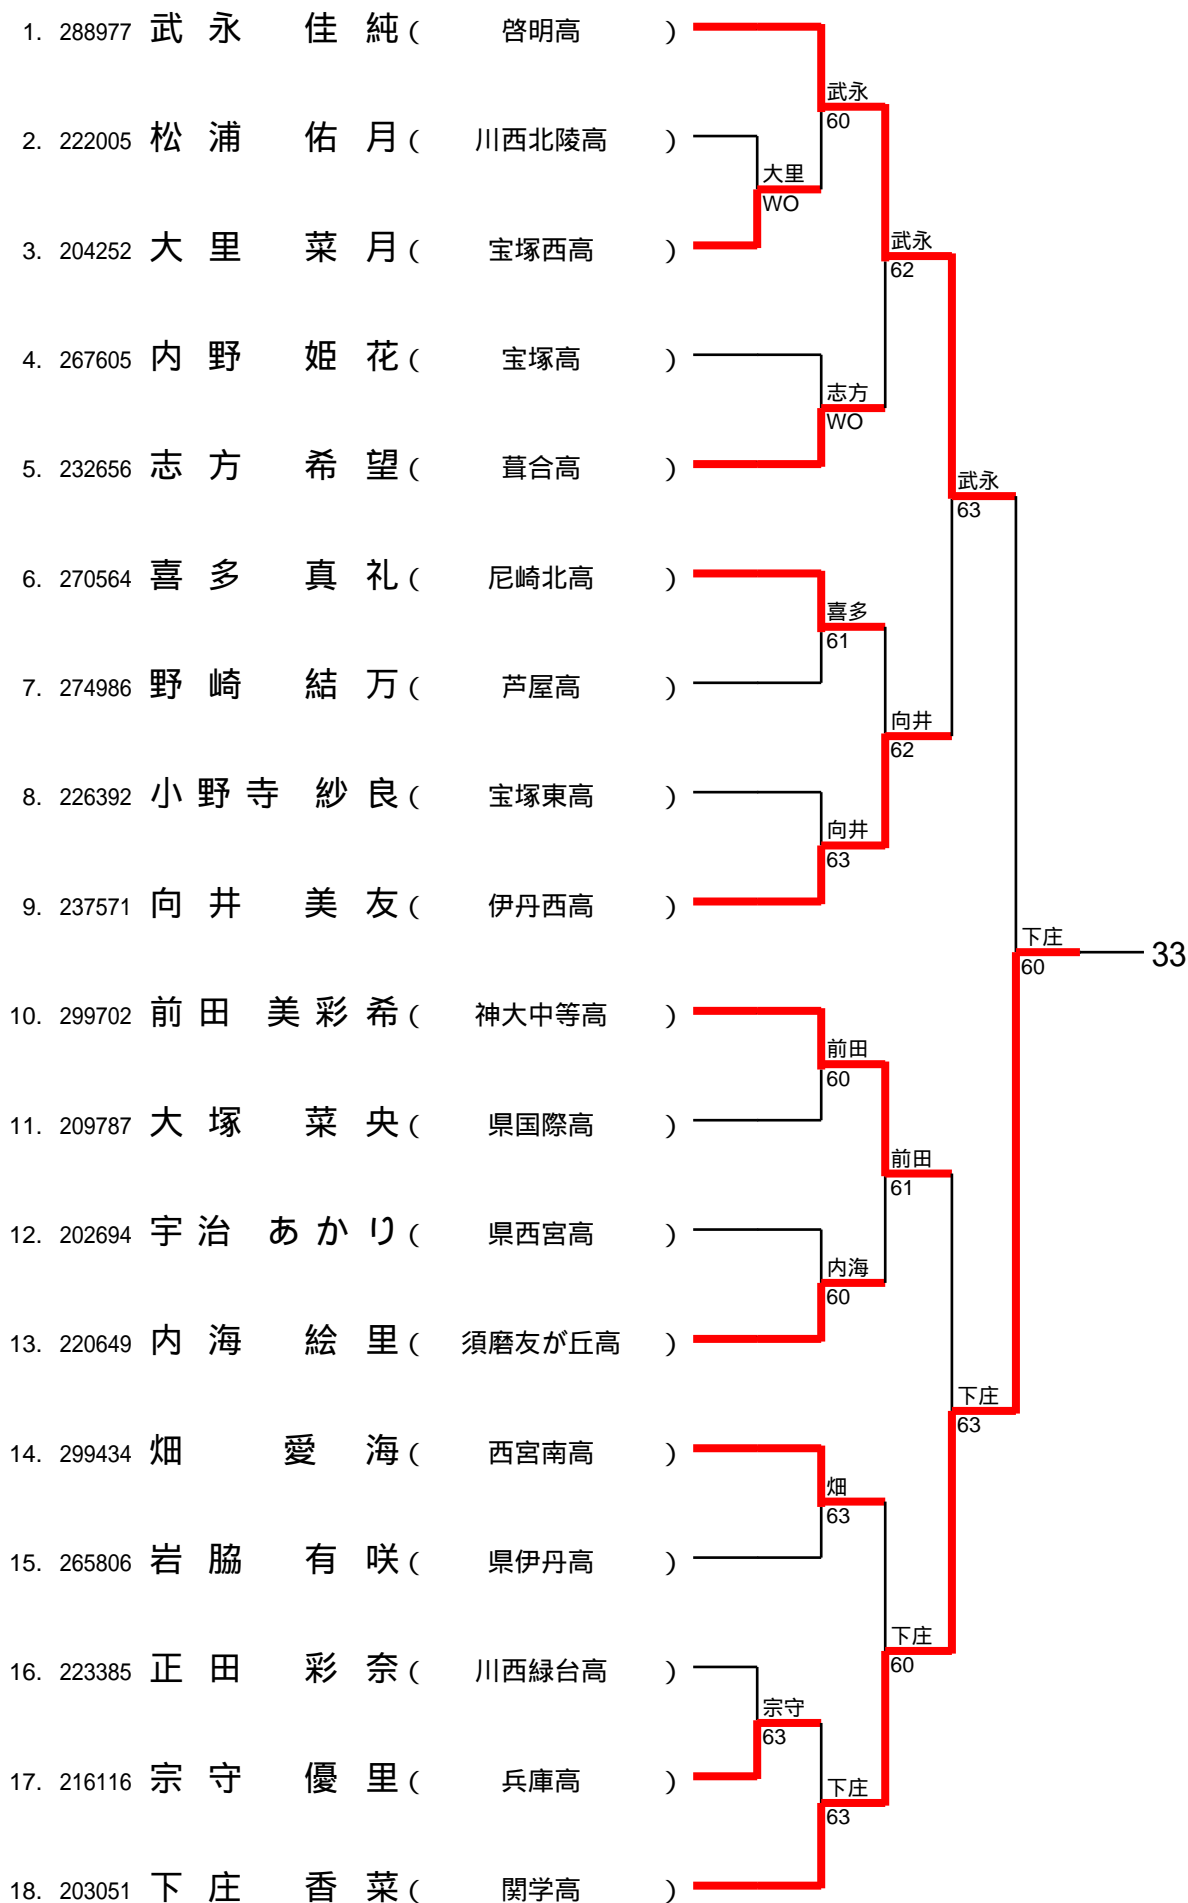 1. 288977 武永 佳純 ( 啓明高 )
武永
60
2. 222005 松浦 佑月 ( 川西北陵高 )
大里
WO
3. 204252 大里 菜月 ( 宝塚西高 )
武永
62
4. 267605 内野 姫花 ( 宝塚高 )
志方
WO
5. 232656 志方 希望 ( 葺合高 )
武永
63
6. 270564 喜多 真礼 ( 尼崎北高 )
喜多
61
7. 274986 野崎 結万 ( 芦屋高 )
向井
62
8. 226392 小野寺 紗良 ( 宝塚東高 )
向井
63
9. 237571 向井 美友 ( 伊丹西高 )
下庄
60
33
10. 299702 前田 美彩希 ( 神大中等高 )
前田
60
11. 209787 大塚 菜央 ( 県国際高 )
前田
61
12. 202694 宇治 あかり ( 県西宮高 )
内海
60
13. 220649 内海 絵里 ( 須磨友が丘高 )
下庄
63
14. 299434 畑 愛海 ( 西宮南高 )
畑
63
15. 265806 岩脇 有咲 ( 県伊丹高 )
下庄
60
16. 223385 正田 彩奈 ( 川西緑台高 )
宗守
63
17. 216116 宗守 優里 ( 兵庫高 )
下庄
63
18. 203051 下庄 香菜 ( 関学高 )